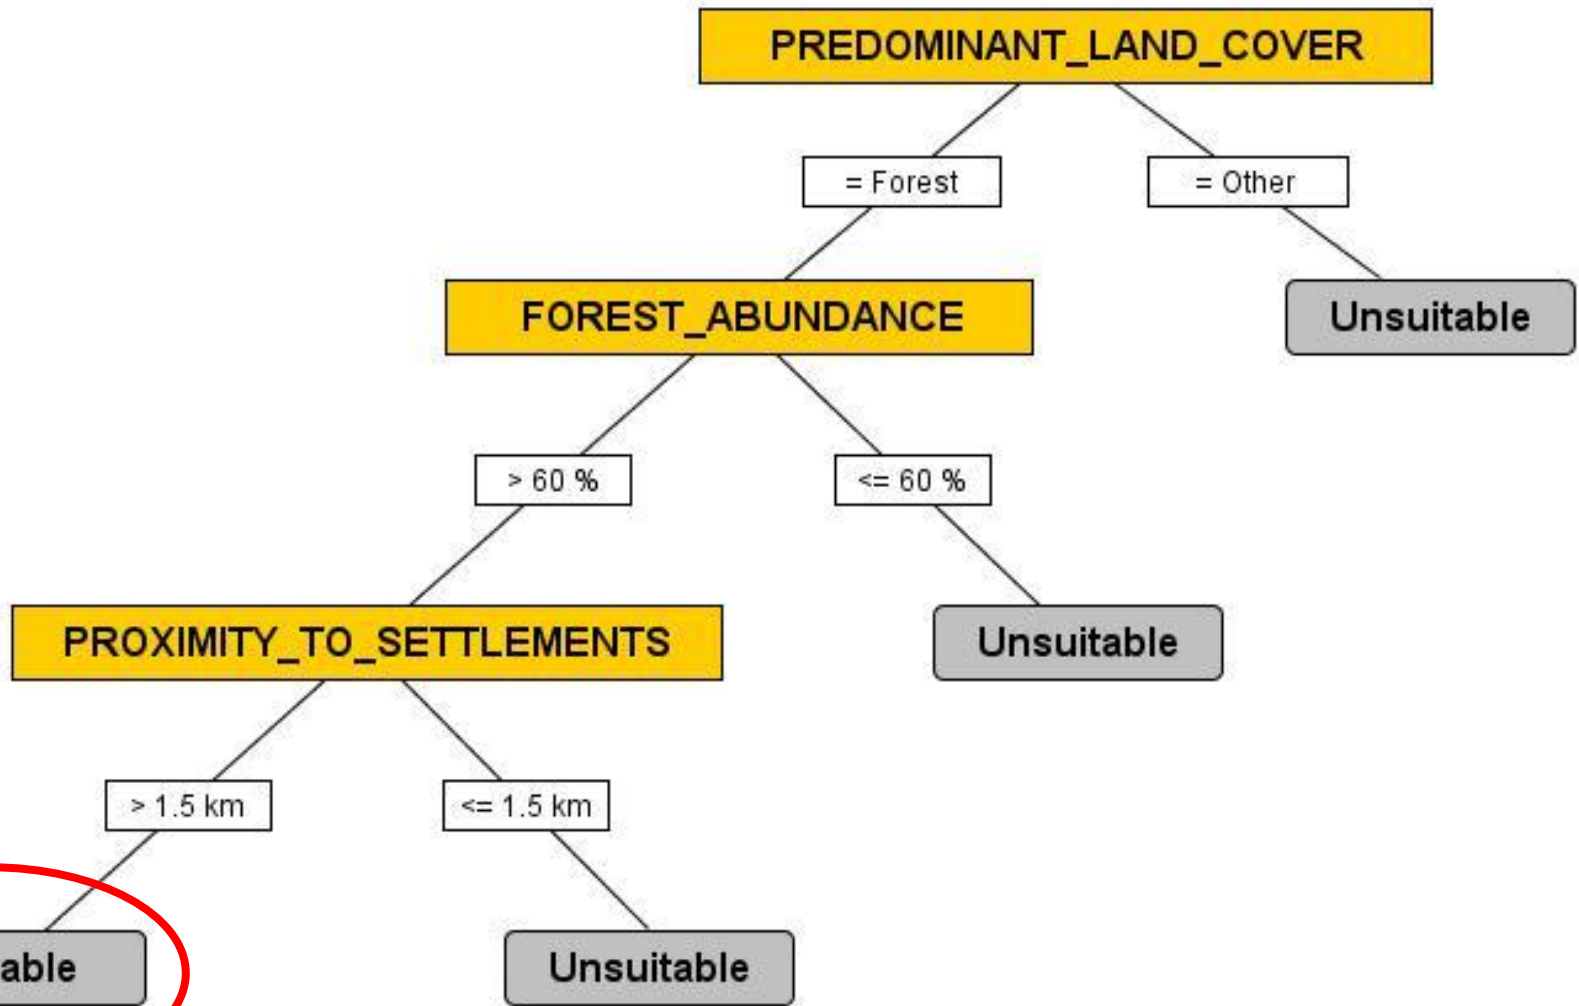 PREDOMINANT_LAND_COVER
= Forest
= Other
FOREST_ABUNDANCE
Unsuitable
> 60 %
<= 60 %
PROXIMITY_TO_SETTLEMENTS
Unsuitable
> 1.5 km
<= 1.5 km
able
Unsuitable